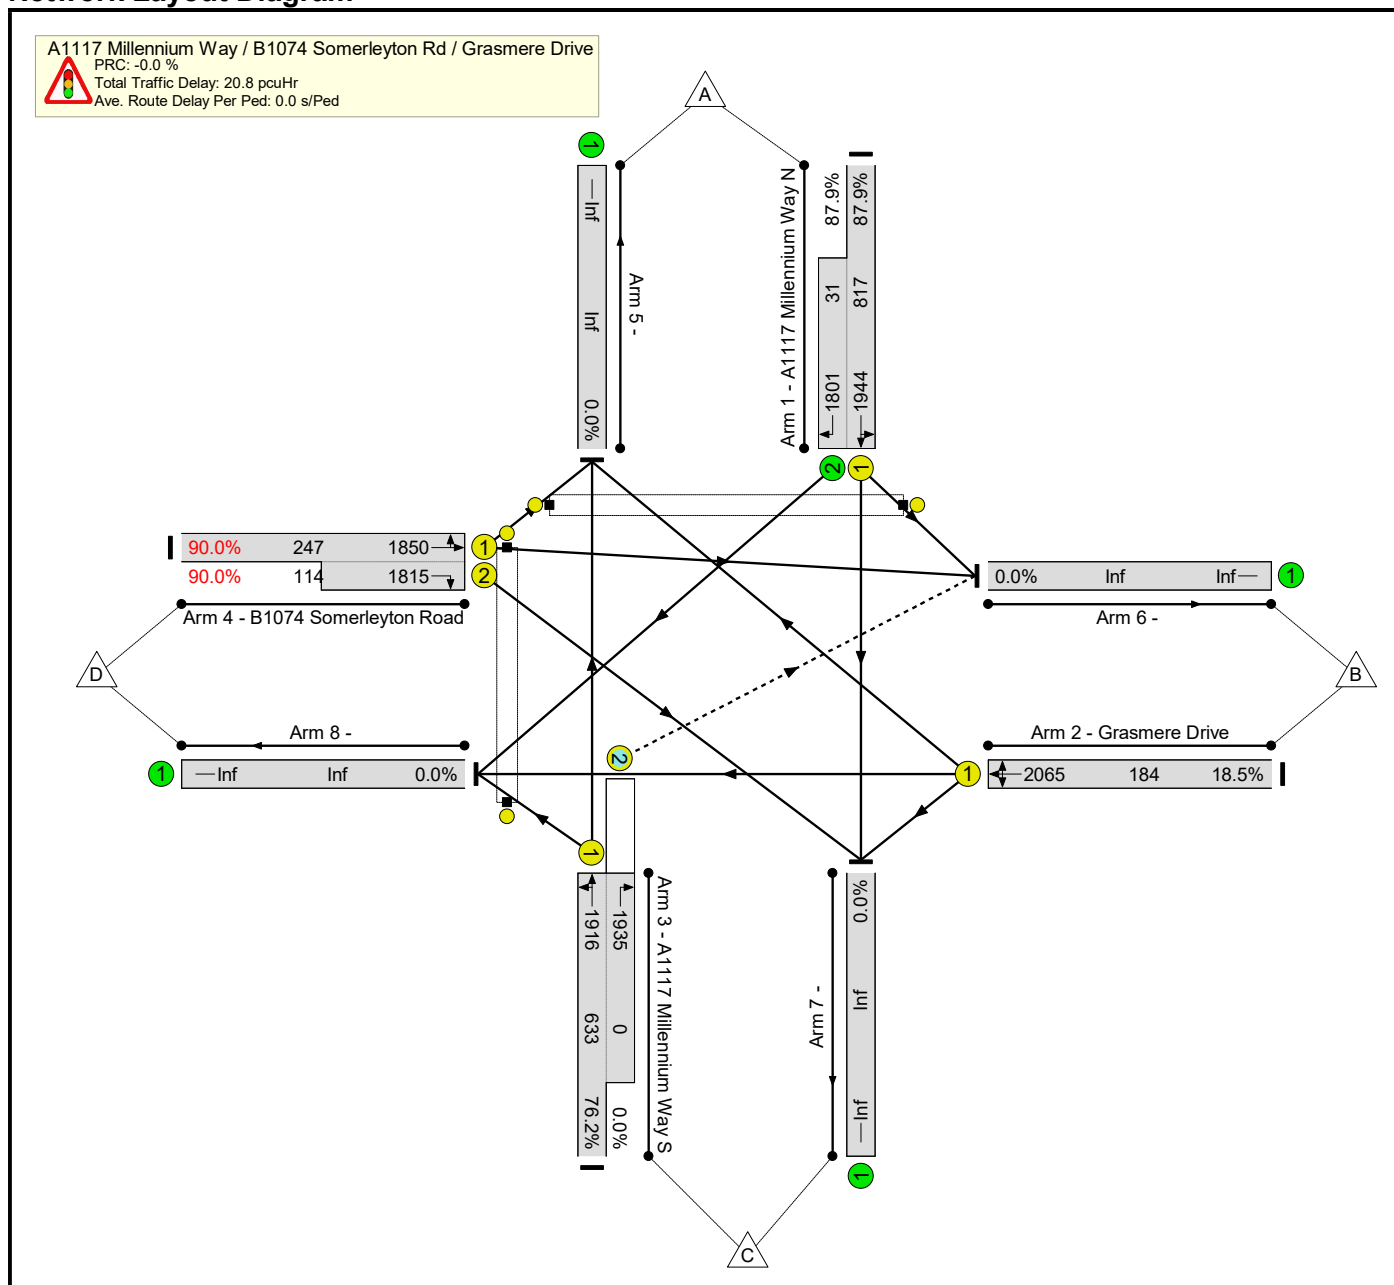 Network Layout Diagram
A1117 Millennium Way / B1074 Somerleyton Rd / Grasmere Drive
PRC: -0.0 %
Total Traffic Delay: 20.8 pcuHr
Ave. Route Delay Per Ped: 0.0 s/Ped
A
1
Inf
Inf
0.0%
Arm 5 -
Arm 1 - A1117 Millennium Way N
87.9%
31
1801
87.9%
817
1944
2
1
90.0% 247 1850
90.0% 114 1815
1
2
Arm 4 - B1074 Somerleyton Road
0.0% Inf Inf
1
Arm 6 -
D
B
Arm 8 -
1
Inf Inf 0.0%
2
Arm 2 - Grasmere Drive
1
2065 184 18.5%
1
1916
633
76.2%
1935
0
0.0%
Arm 3 - A1117 Millennium Way S
Arm 7 -
0.0%
Inf
Inf
1
C